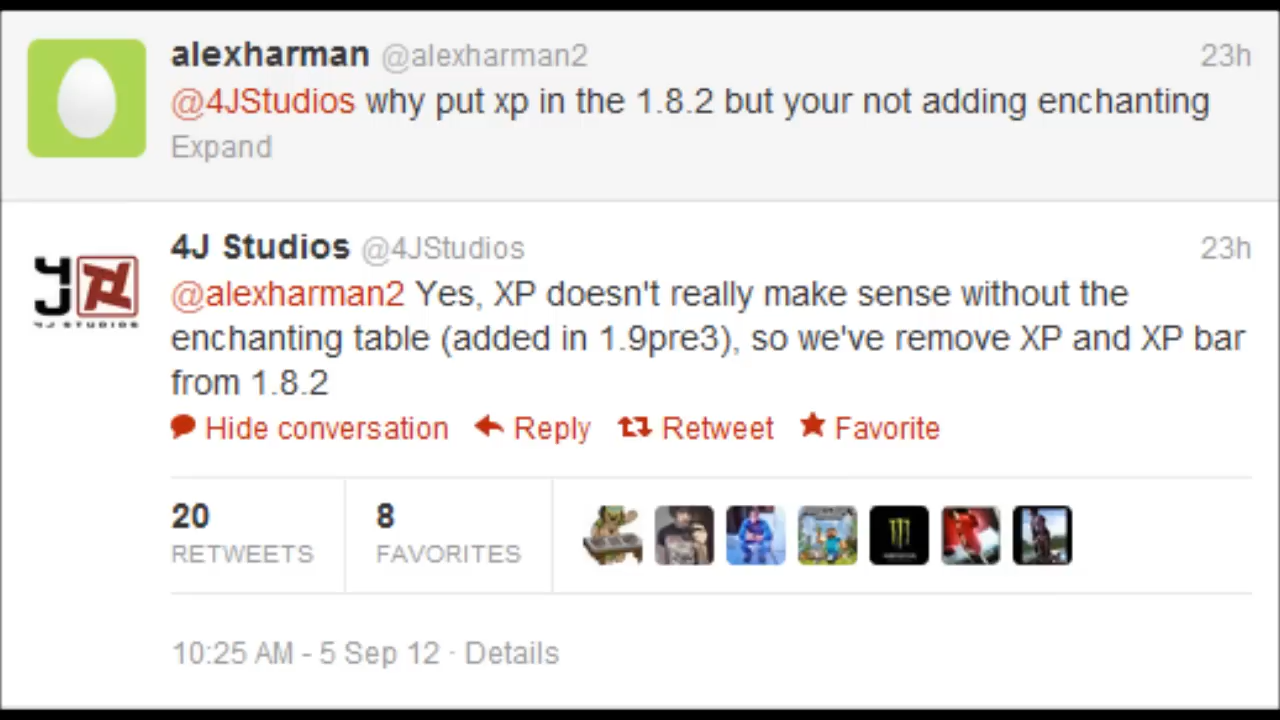 alexharman @alexharman2 23h
@4JStudios why put xp in the 1.8.2 but your not adding enchanting
Expand
4J Studios @4JStudios 23h
4J
4J STUDIOS
@alexharman2 Yes, XP doesn't really make sense without the
enchanting table (added in 1.9pre3), so we've remove XP and XP bar
from 1.8.2
Hide conversation Reply Retweet Favorite
20 8
RETWEETS FAVORITES
10:25 AM - 5 Sep 12 · Details